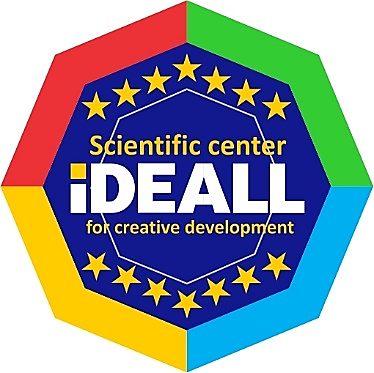 Scientific center
iDEALL
for creative development